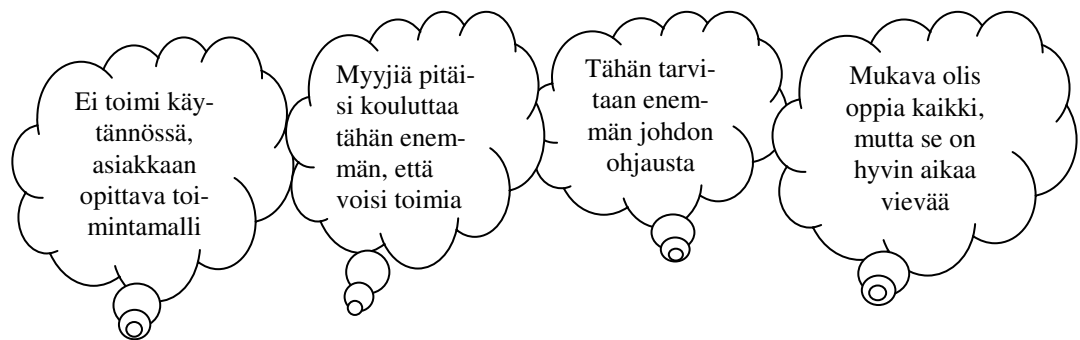 Ei toimi käy-
tännössä,
asiakkaan
opittava toi-
mintamalli
Myyjiä pitäi-
si kouluttaa
tähän enem-
män, että
voisi toimia
Tähän tarvi-
taan enem-
män johdon
ohjausta
Mukava olis
oppia kaikki,
mutta se on
hyvin aikaa
vievää